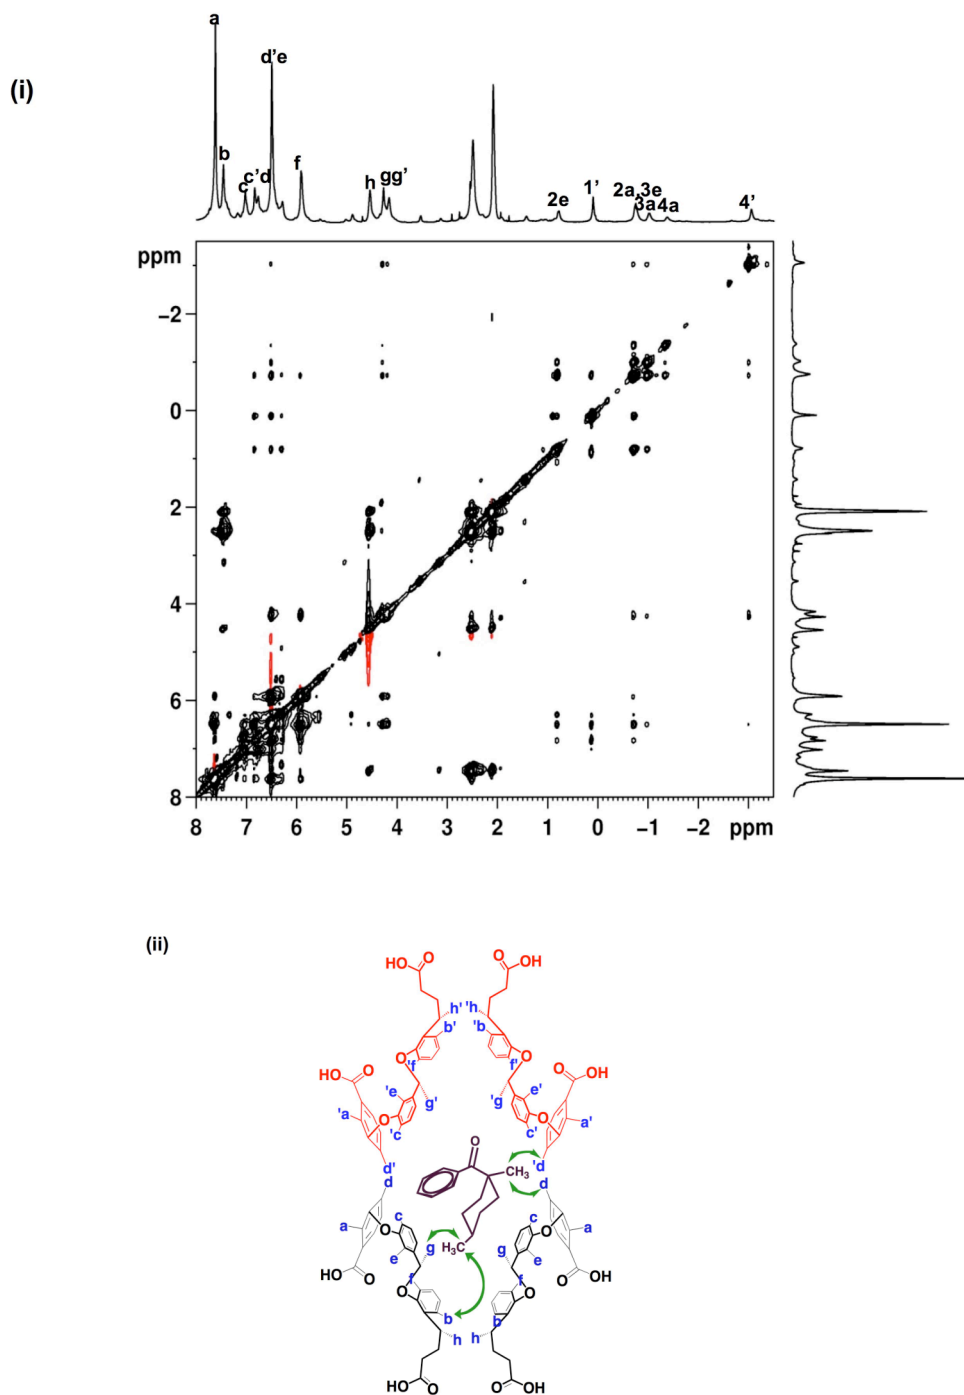 (i)
a
d'e
b
c
c'd
f
h
gg'
2e
1'
2a,3e
3a
4a
4'
ppm
−2
0
2
4
6
8
8 7 6 5 4 3 2 1 0 −1 −2 ppm
(ii)
HO O
O OH
h' 'h
b' 'b
O O
'f f'
HO O
O OH
'e e'
g' 'g
'a a'
O O
'c c'
O
CH₃
d' 'd
d d
c c
a a
O O
g g
H₃C
e e
HO O
O OH
f f
O O
b b
h h
HO O
O OH